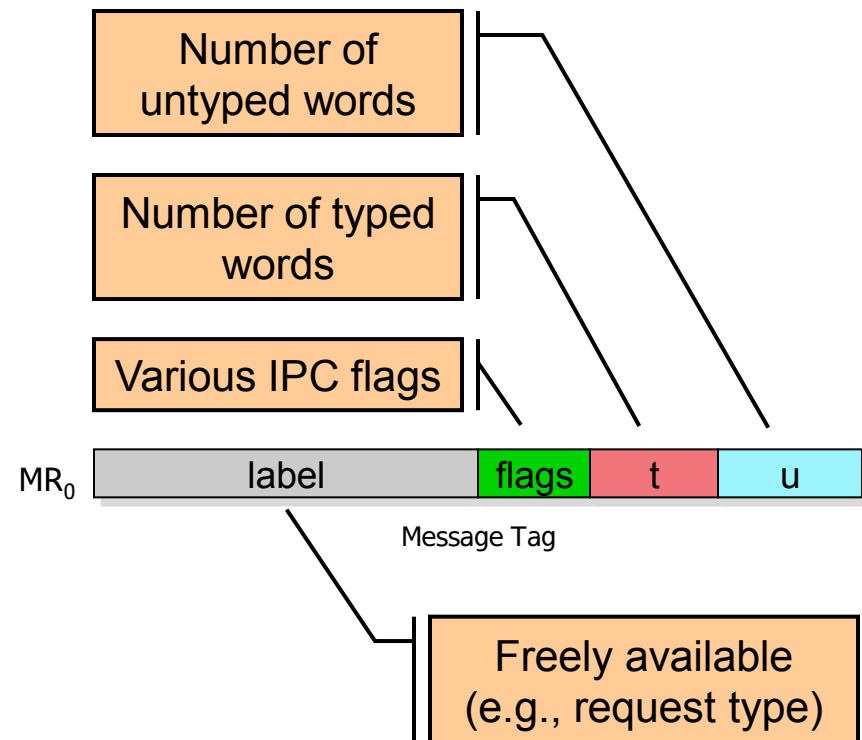 Number of
untyped words
Number of typed
words
Various IPC flags
MR₀ label flags t u
Message Tag
Freely available
(e.g., request type)